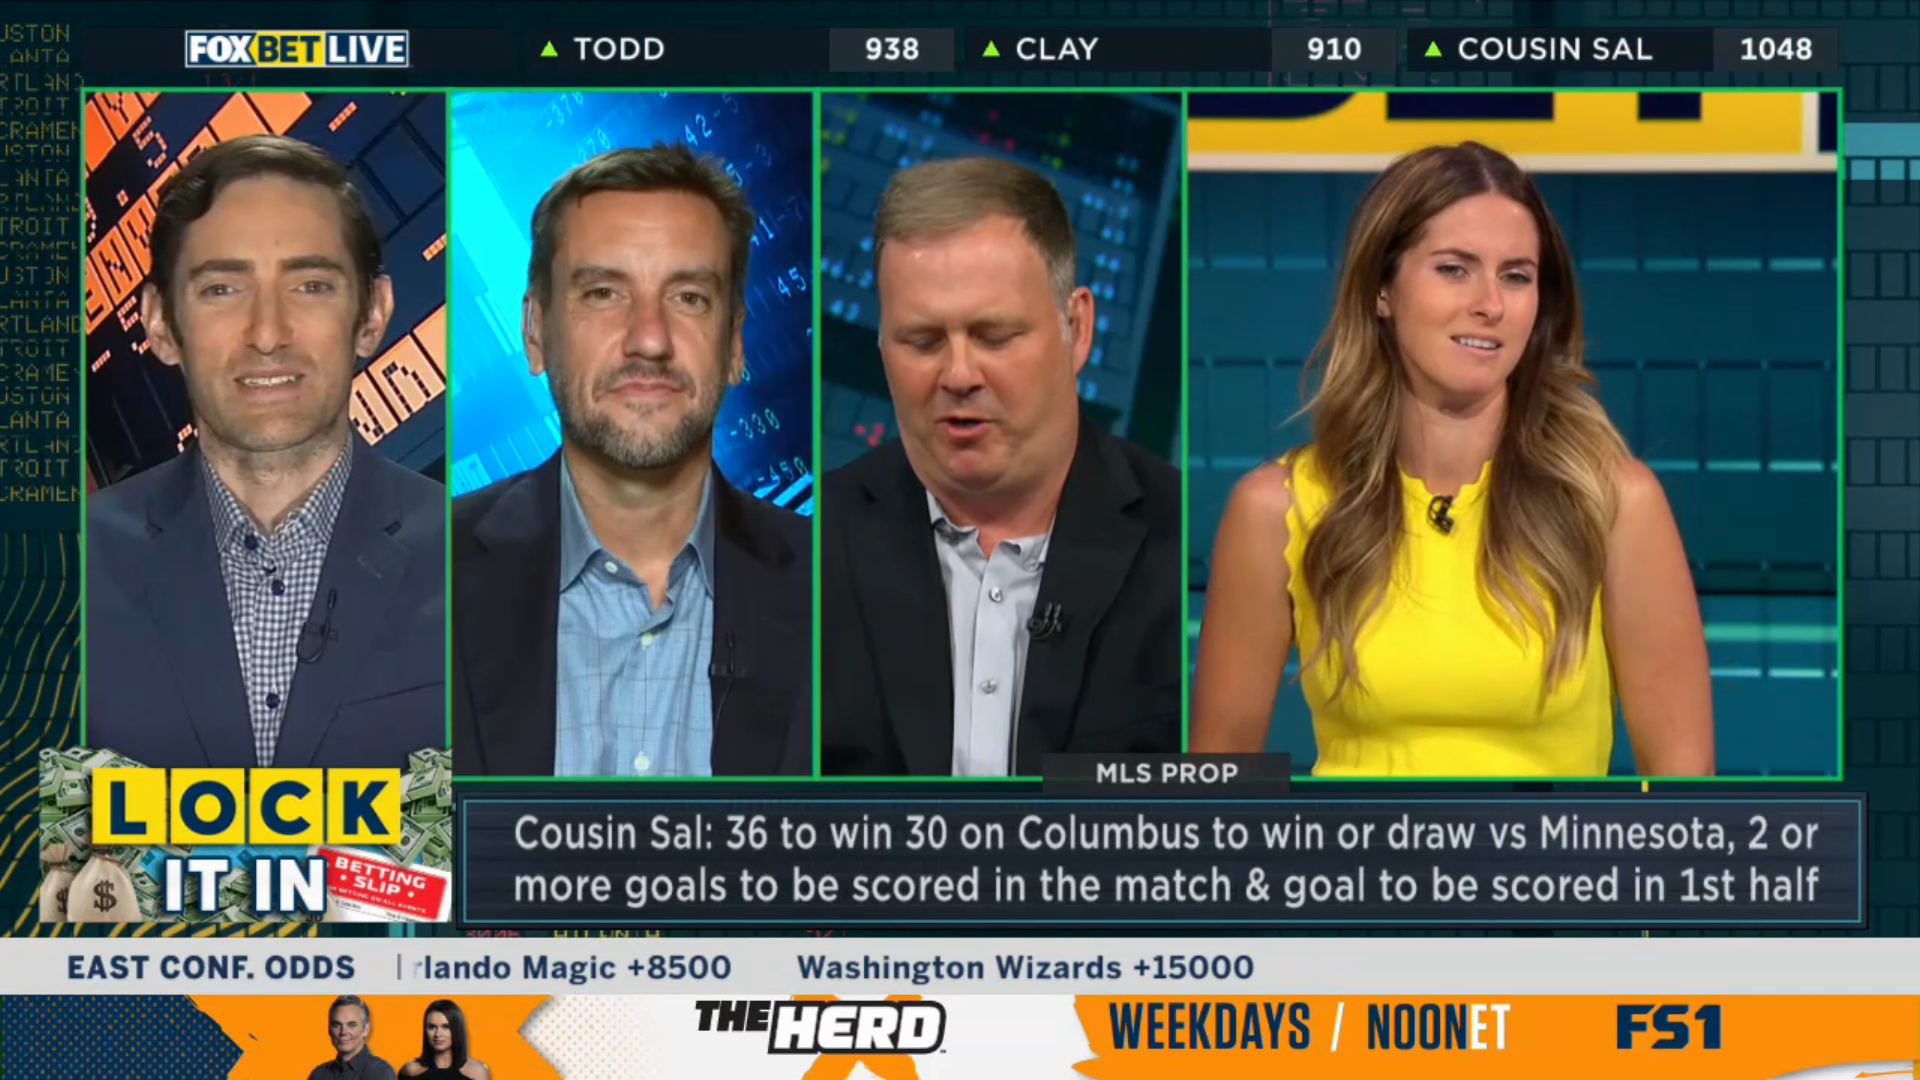 FOX BET LIVE
TODD 938
CLAY 910
COUSIN SAL 1048
MLS PROP
LOCK
IT IN
BETTING
SLIP
Cousin Sal: 36 to win 30 on Columbus to win or draw vs Minnesota, 2 or
more goals to be scored in the match & goal to be scored in 1st half
EAST CONF. ODDS rlando Magic +8500 Washington Wizards +15000
THE HERD WEEKDAYS / NOONET FS1